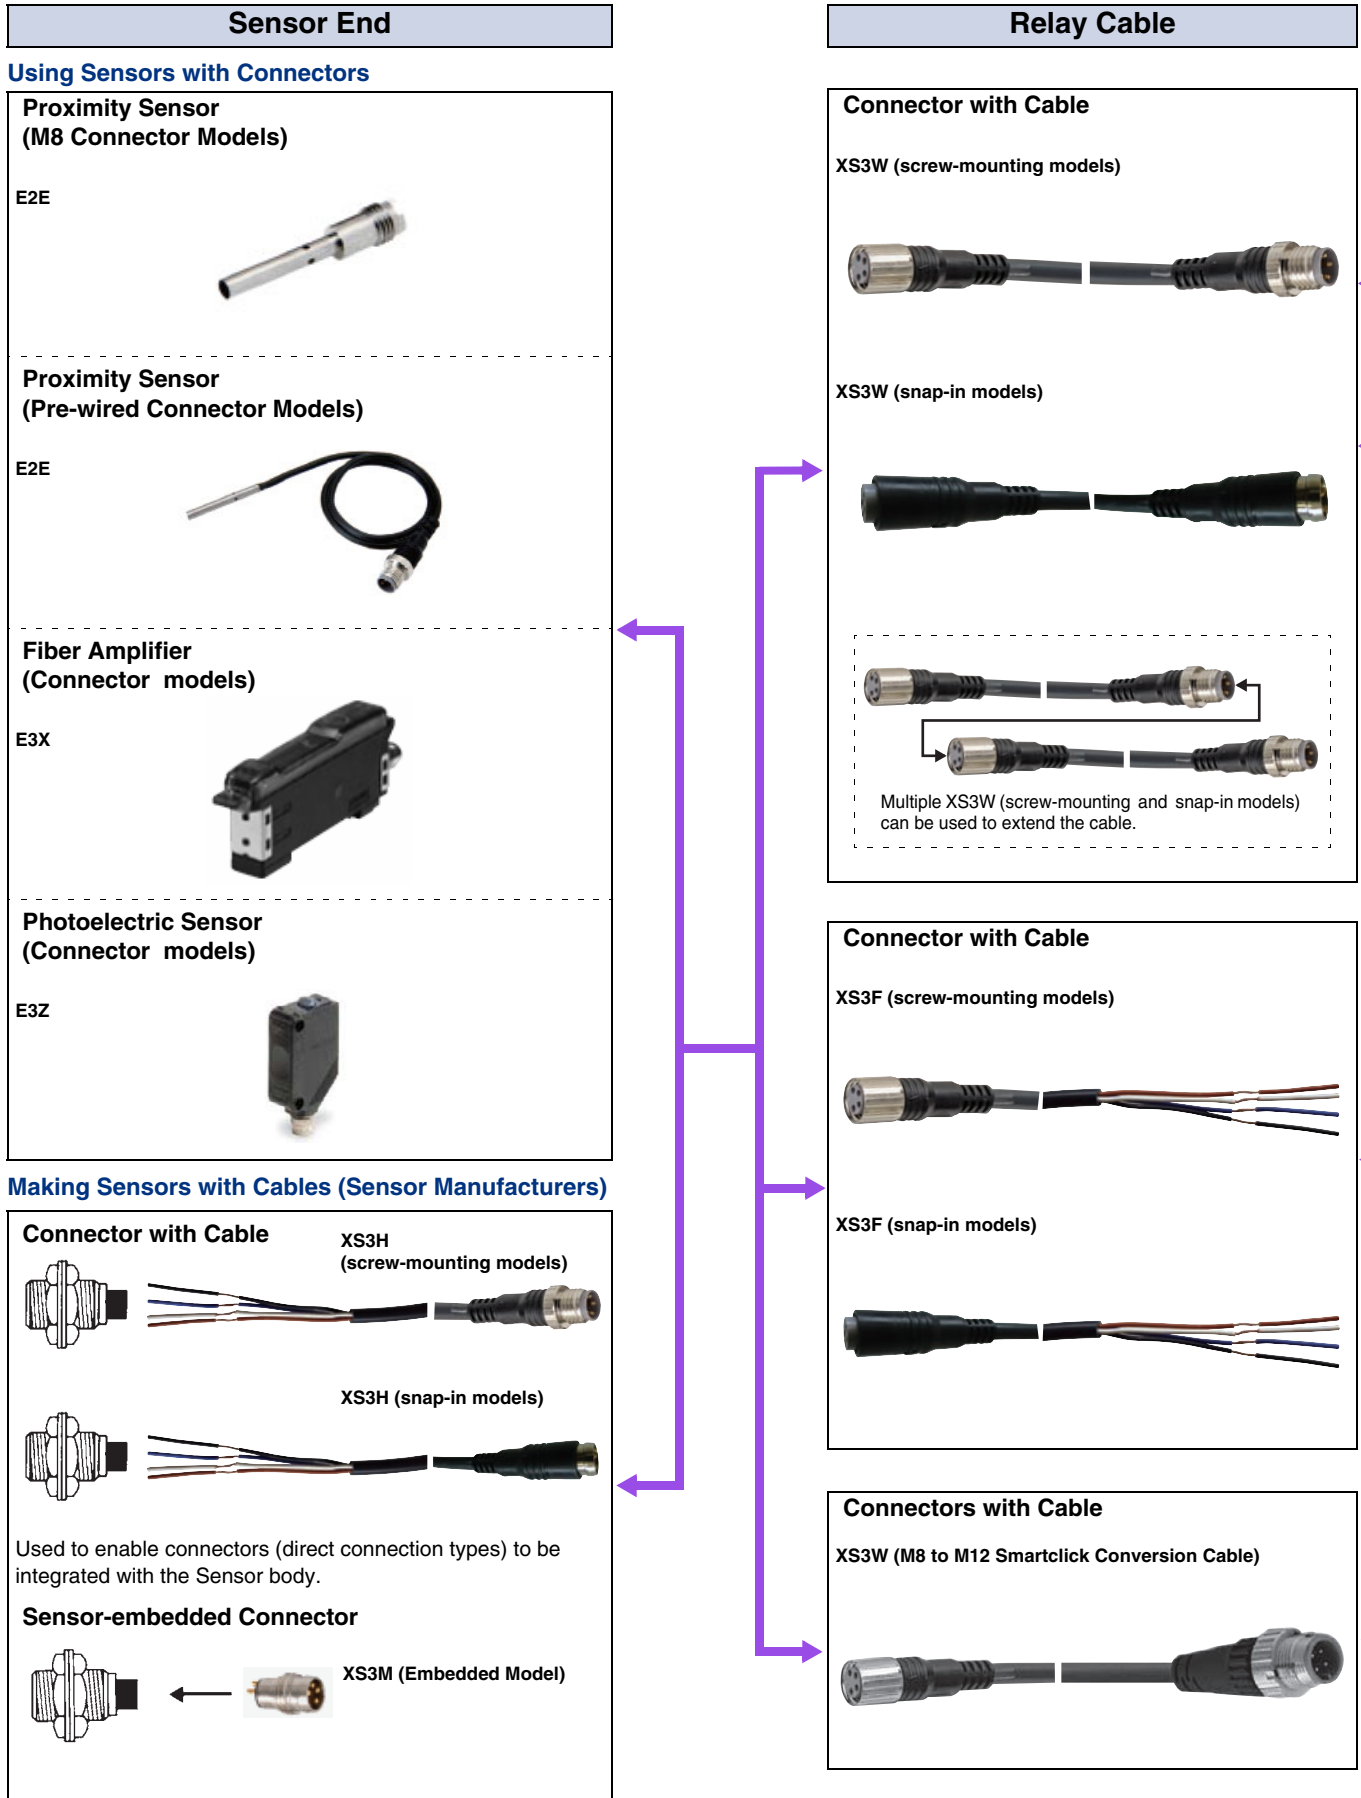 Sensor End
Using Sensors with Connectors
Proximity Sensor
(M8 Connector Models)
E2E
Proximity Sensor
(Pre-wired Connector Models)
E2E
Fiber Amplifier
(Connector models)
E3X
Photoelectric Sensor
(Connector models)
E3Z
Making Sensors with Cables (Sensor Manufacturers)
Connector with Cable
XS3H
(screw-mounting models)
XS3H (snap-in models)
Used to enable connectors (direct connection types) to be
integrated with the Sensor body.
Sensor-embedded Connector
XS3M (Embedded Model)
Relay Cable
Connector with Cable
XS3W (screw-mounting models)
XS3W (snap-in models)
Multiple XS3W (screw-mounting and snap-in models)
can be used to extend the cable.
Connector with Cable
XS3F (screw-mounting models)
XS3F (snap-in models)
Connectors with Cable
XS3W (M8 to M12 Smartclick Conversion Cable)